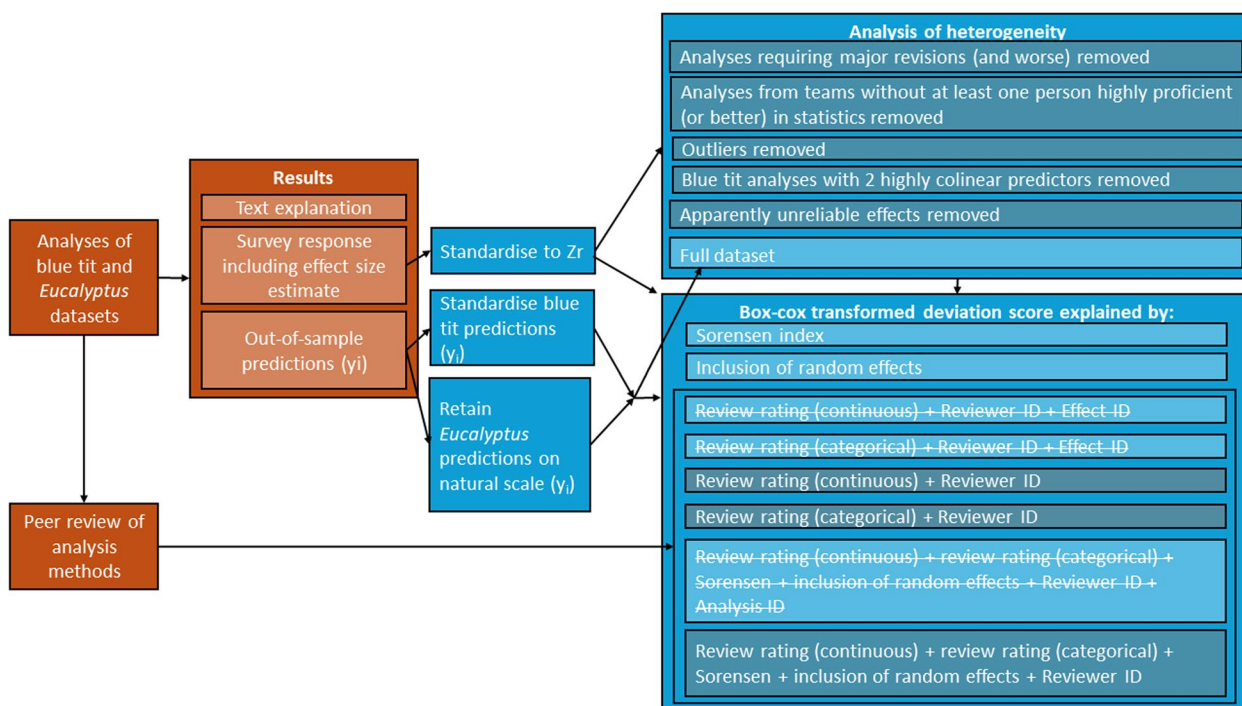 Analyses of
blue tit and
Eucalyptus
datasets
Peer review of
analysis
methods
Results
Text explanation
Survey response
including effect size
estimate
Out-of-sample
predictions (yi)
Standardise to Zr
Standardise blue
tit predictions
(yi)
Retain
Eucalyptus
predictions on
natural scale (yi)
Analysis of heterogeneity
Analyses requiring major revisions (and worse) removed
Analyses from teams without at least one person highly proficient
(or better) in statistics removed
Outliers removed
Blue tit analyses with 2 highly colinear predictors removed
Apparently unreliable effects removed
Full dataset
Box-cox transformed deviation score explained by:
Sorensen index
Inclusion of random effects
Review rating (continuous) + Reviewer ID + Effect ID
Review rating (categorical) + Reviewer ID + Effect ID
Review rating (continuous) + Reviewer ID
Review rating (categorical) + Reviewer ID
Review rating (continuous) + review rating (categorical) +
Sorensen + inclusion of random effects + Reviewer ID +
Analysis ID
Review rating (continuous) + review rating (categorical) +
Sorensen + inclusion of random effects + Reviewer ID